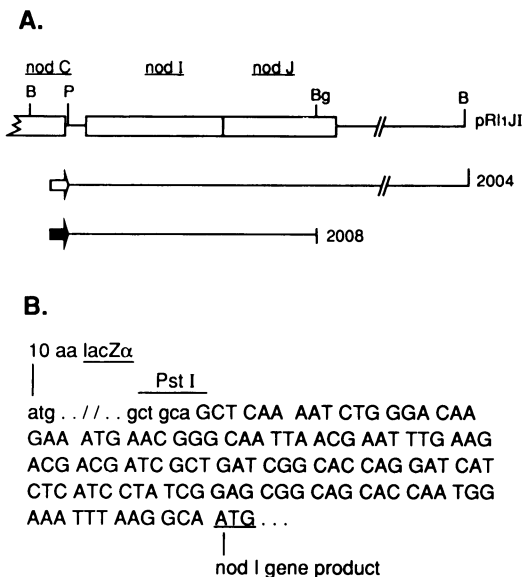 A.
nod C nod I nod J
B P Bg B
pRl1JI
2004
2008
B.
10 aa lacZα
Pst I
atg . . / / . . gct gca GCT CAA AAT CTG GGA CAA
GAA ATG AAC GGG CAA TTA ACG AAT TTG AAG
ACG ACG ATC GCT GAT CGG CAC CAG GAT CAT
CTC ATC CTA TCG GAG CGG CAG CAC CAA TGG
AAA TTT AAG GCA ATG . . .
nod I gene product